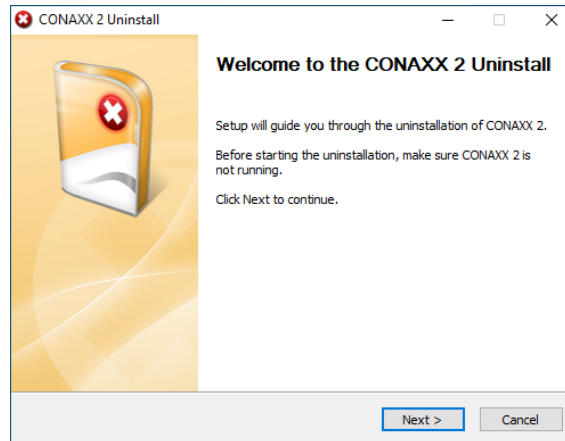 CONAXX 2 Uninstall
Welcome to the CONAXX 2 Uninstall
Setup will guide you through the uninstallation of CONAXX 2.
Before starting the uninstallation, make sure CONAXX 2 is
not running.
Click Next to continue.
Next >
Cancel